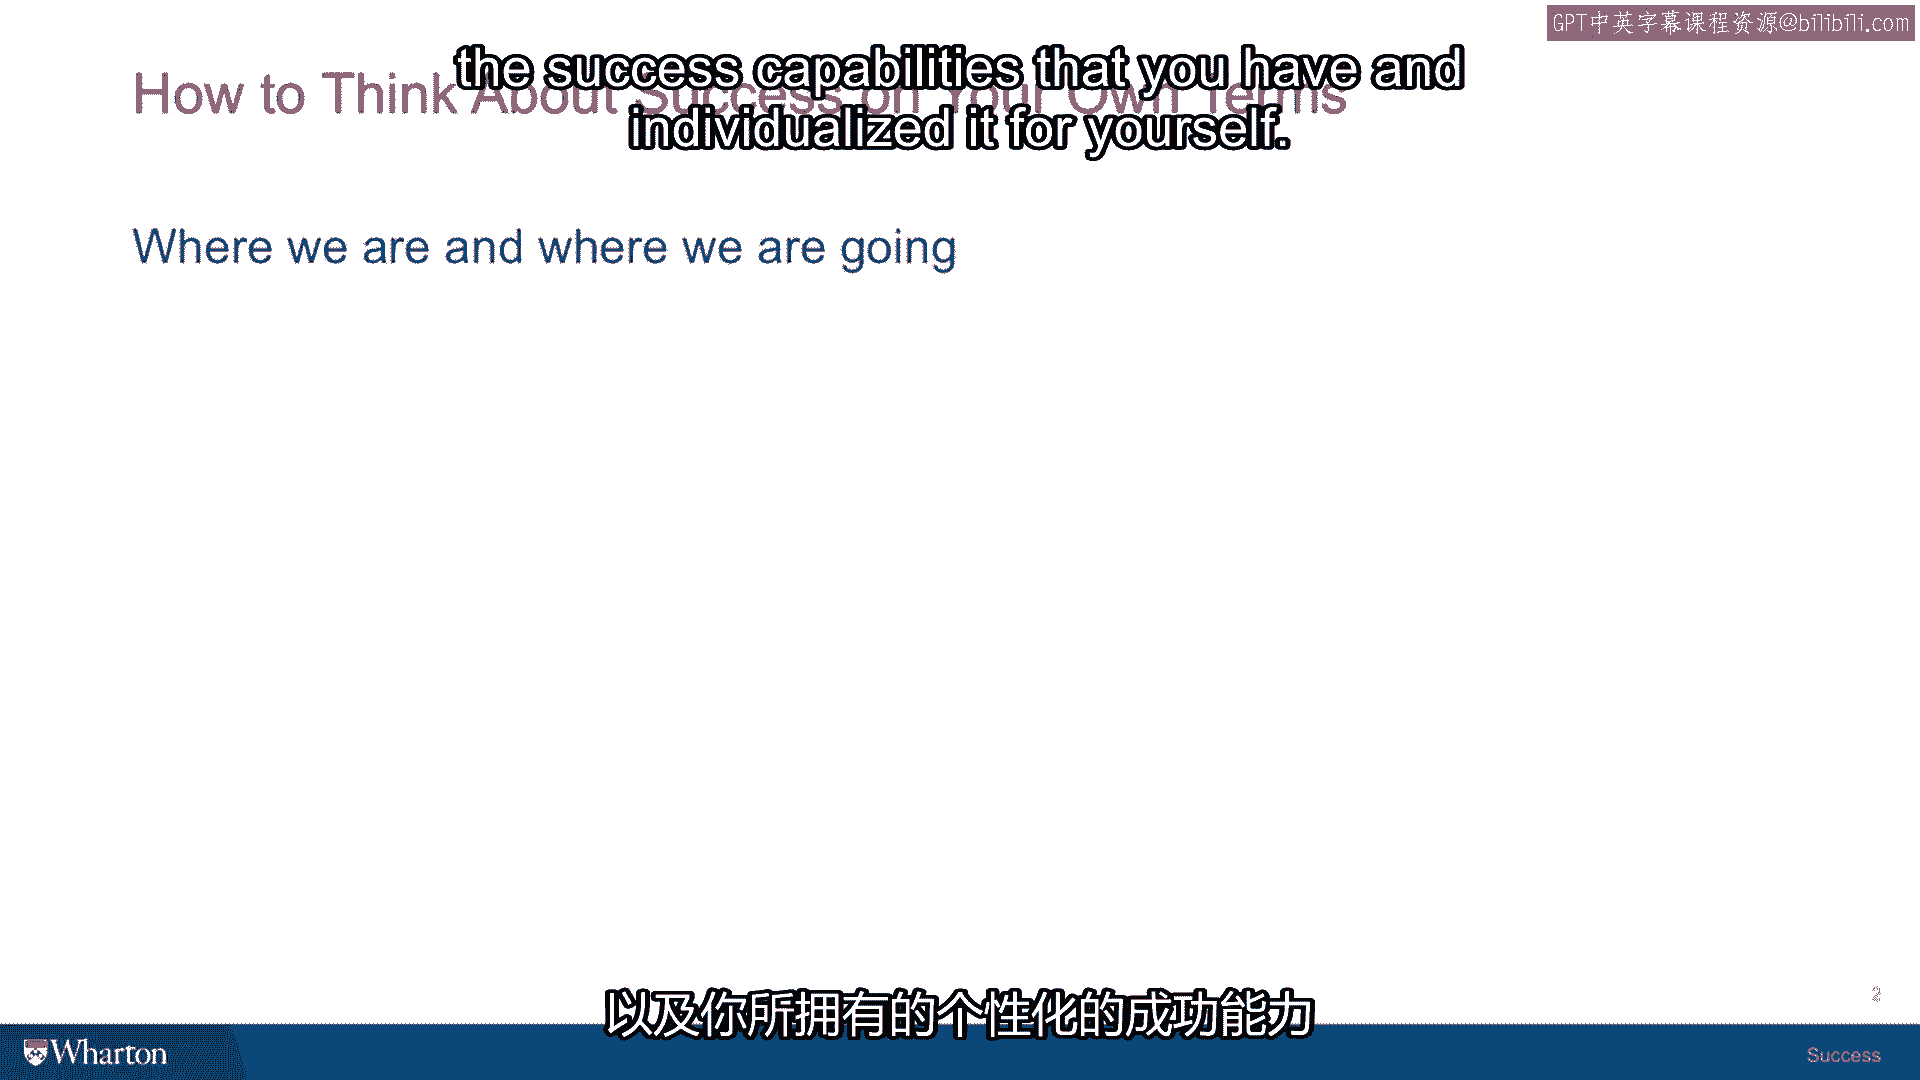 GPT中英字幕课程资源@bilibili.com
the success capabilities that you have and
How to Think About Success on Your Own Terms
individualized it for yourself.
Where we are and where we are going
2
以及你所拥有的个性化的成功能力
Wharton
Success